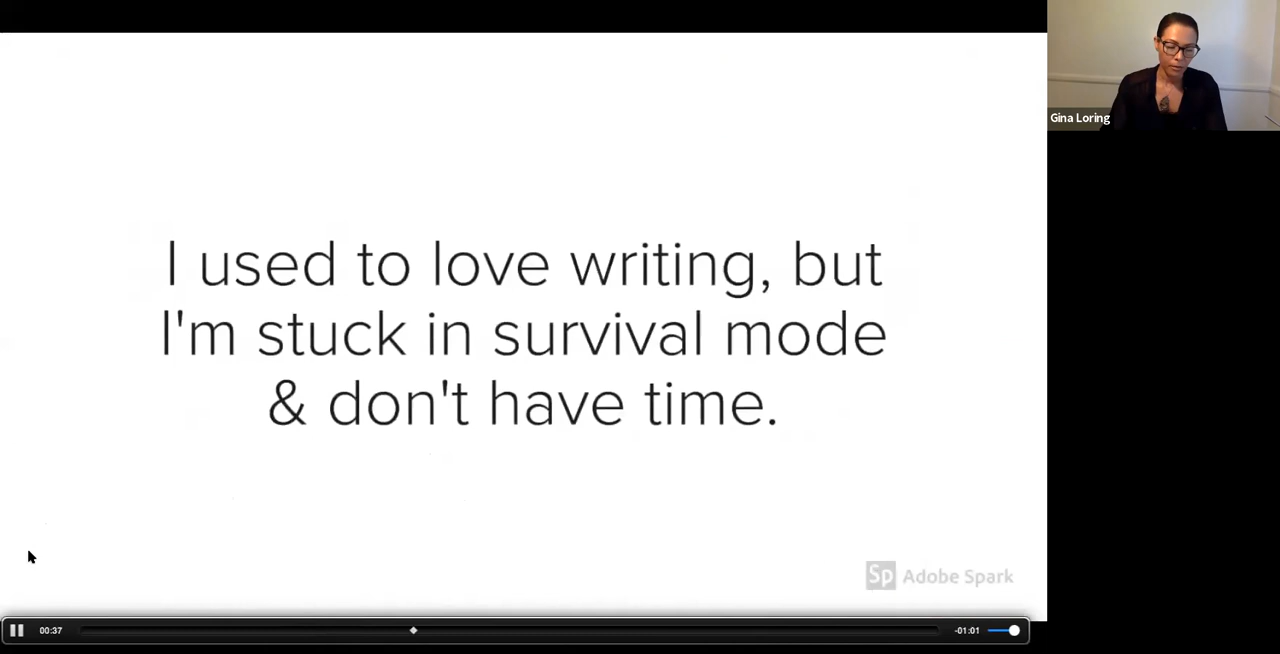 Gina Loring
I used to love writing, but
I'm stuck in survival mode
& don't have time.
Sp Adobe Spark
00:37
-01:01